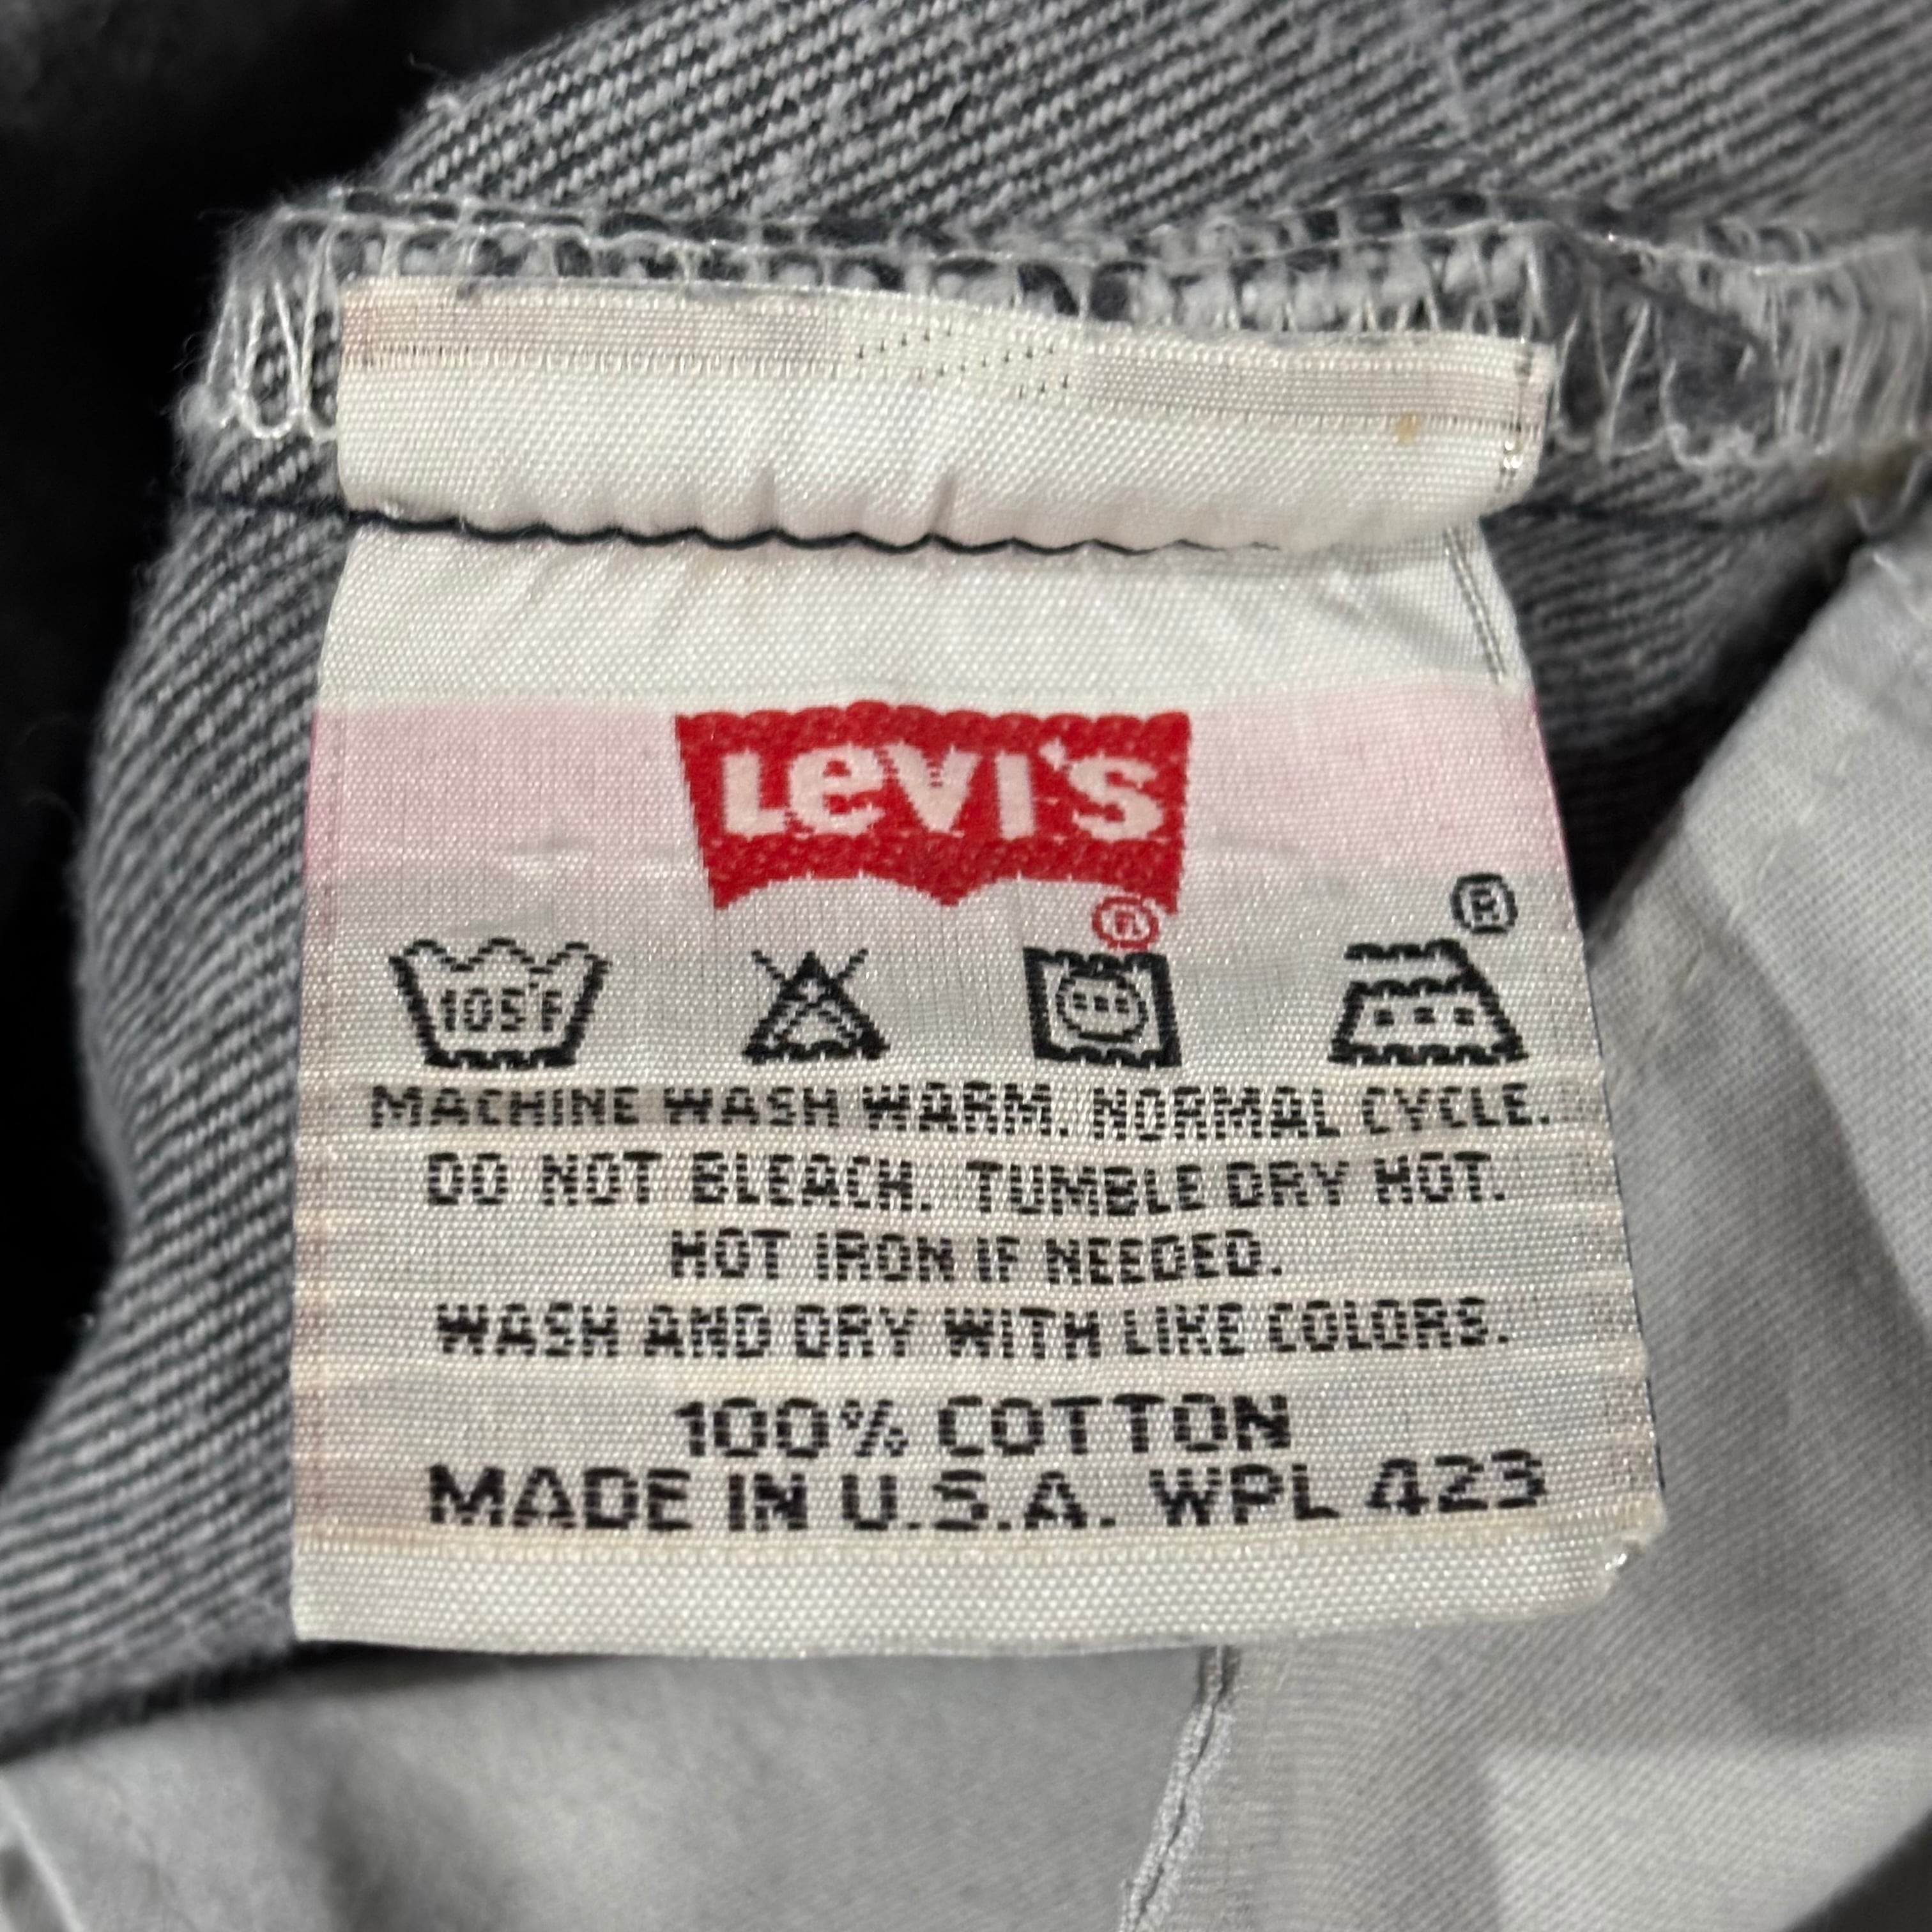 Levi's
®
®
105°F
MACHINE WASH WARM. NORMAL CYCLE.
DO NOT BLEACH. TUMBLE DRY HOT.
HOT IRON IF NEEDED.
WASH AND DRY WITH LIKE COLORS.
100% COTTON
MADE IN U.S.A. WPL 423